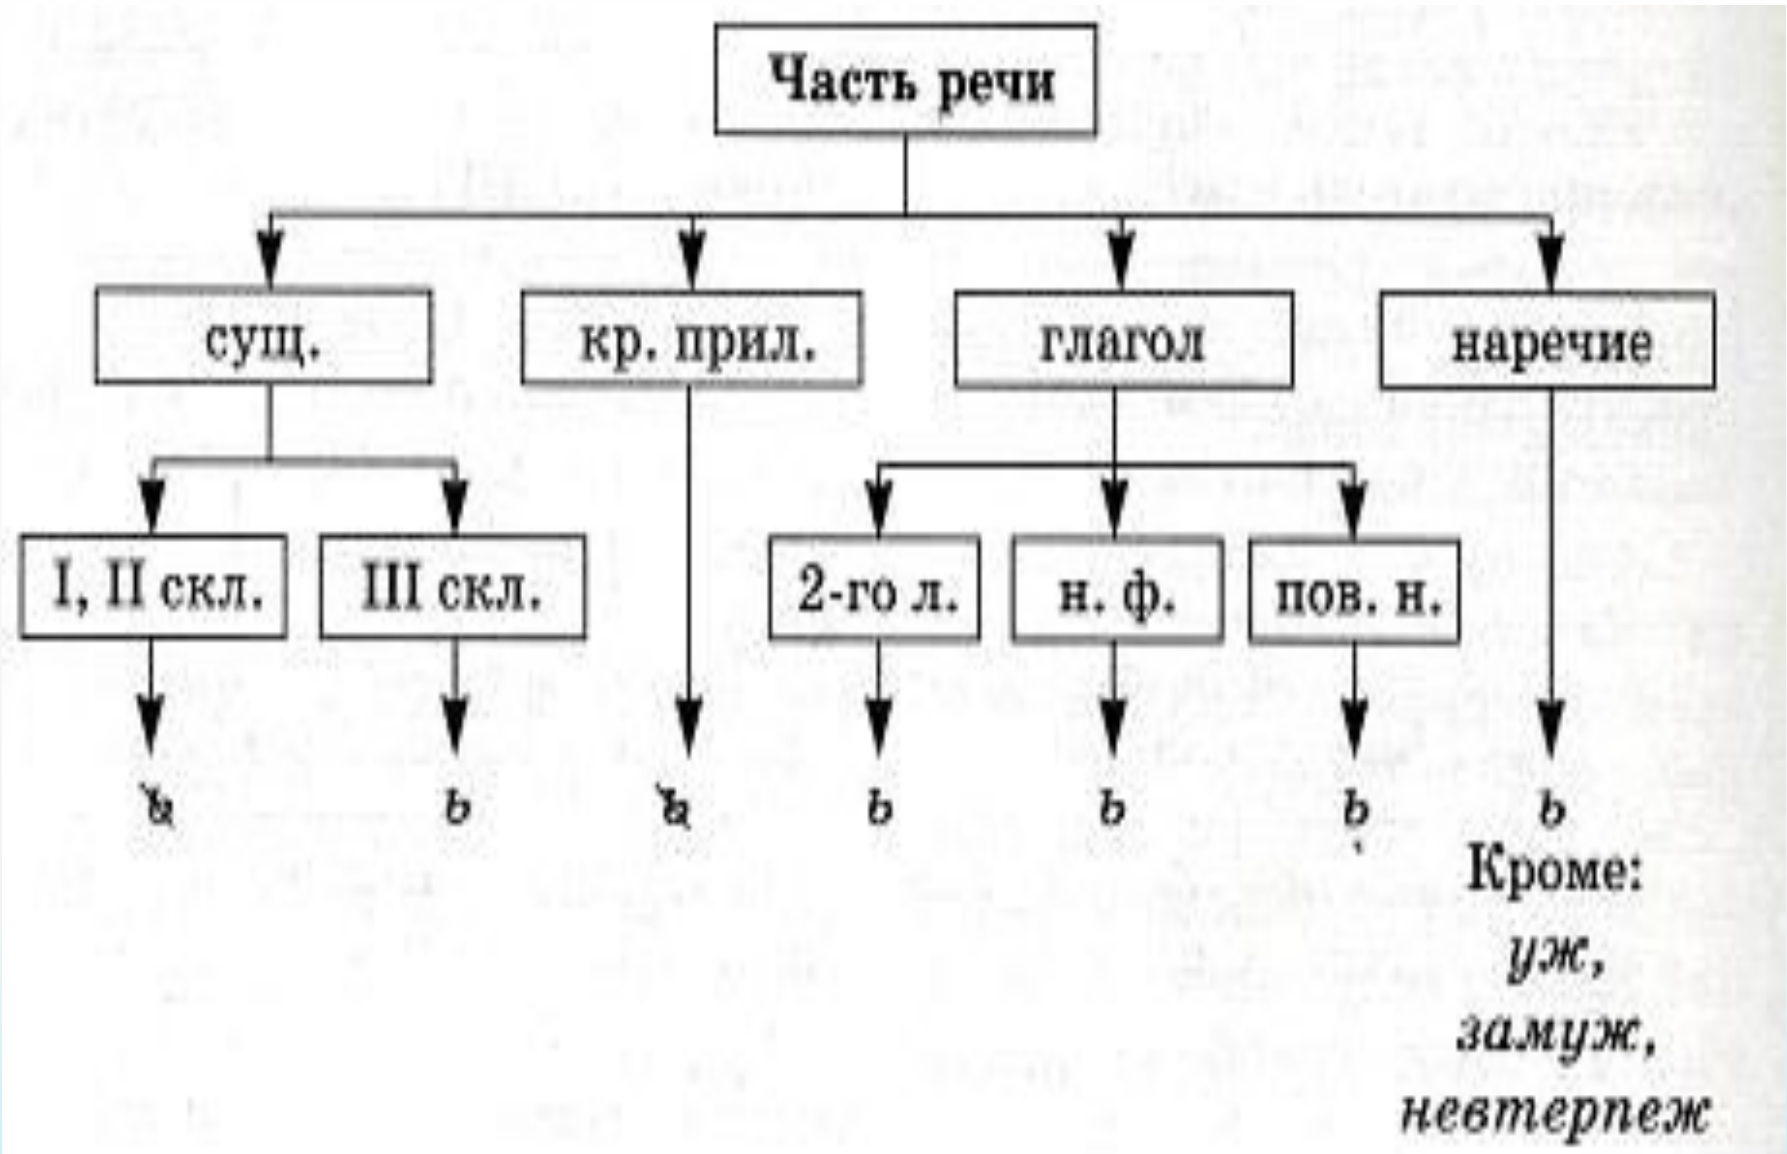 Часть речи
сущ.
кр. прил.
глагол
наречие
I, II скл.
III скл.
2-го л.
н. ф.
пов. н.
ь
ь
ь
ь
ь
ь
ь
Кроме:
уж,
замуж,
невтерпеж